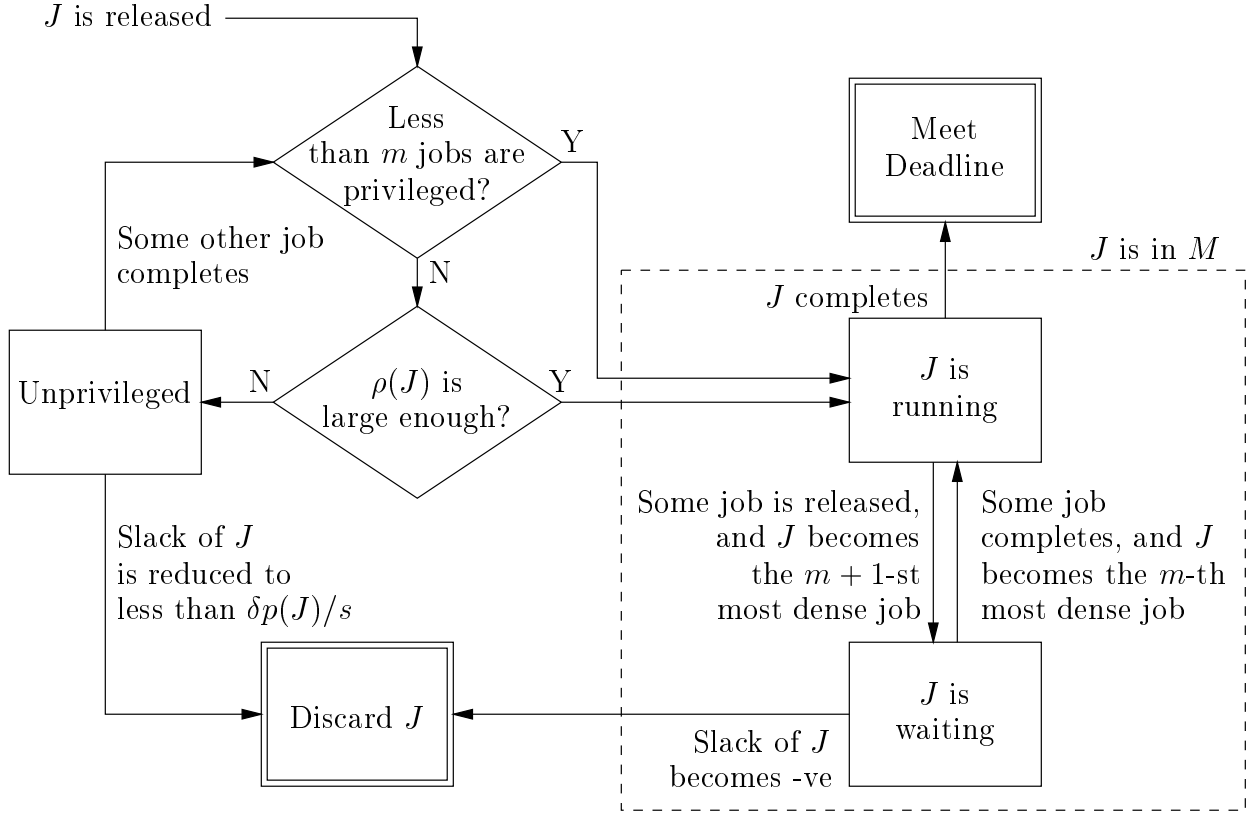 J is released
Less
than m jobs are
privileged?
Y
N
Some other job
completes
Unprivileged
N
ρ(J) is
large enough?
Y
Slack of J
is reduced to
less than δp(J)/s
Discard J
Meet
Deadline
J is in M
J completes
J is
running
Some job is released,
and J becomes
the m + 1-st
most dense job
Some job
completes, and J
becomes the m-th
most dense job
J is
waiting
Slack of J
becomes -ve